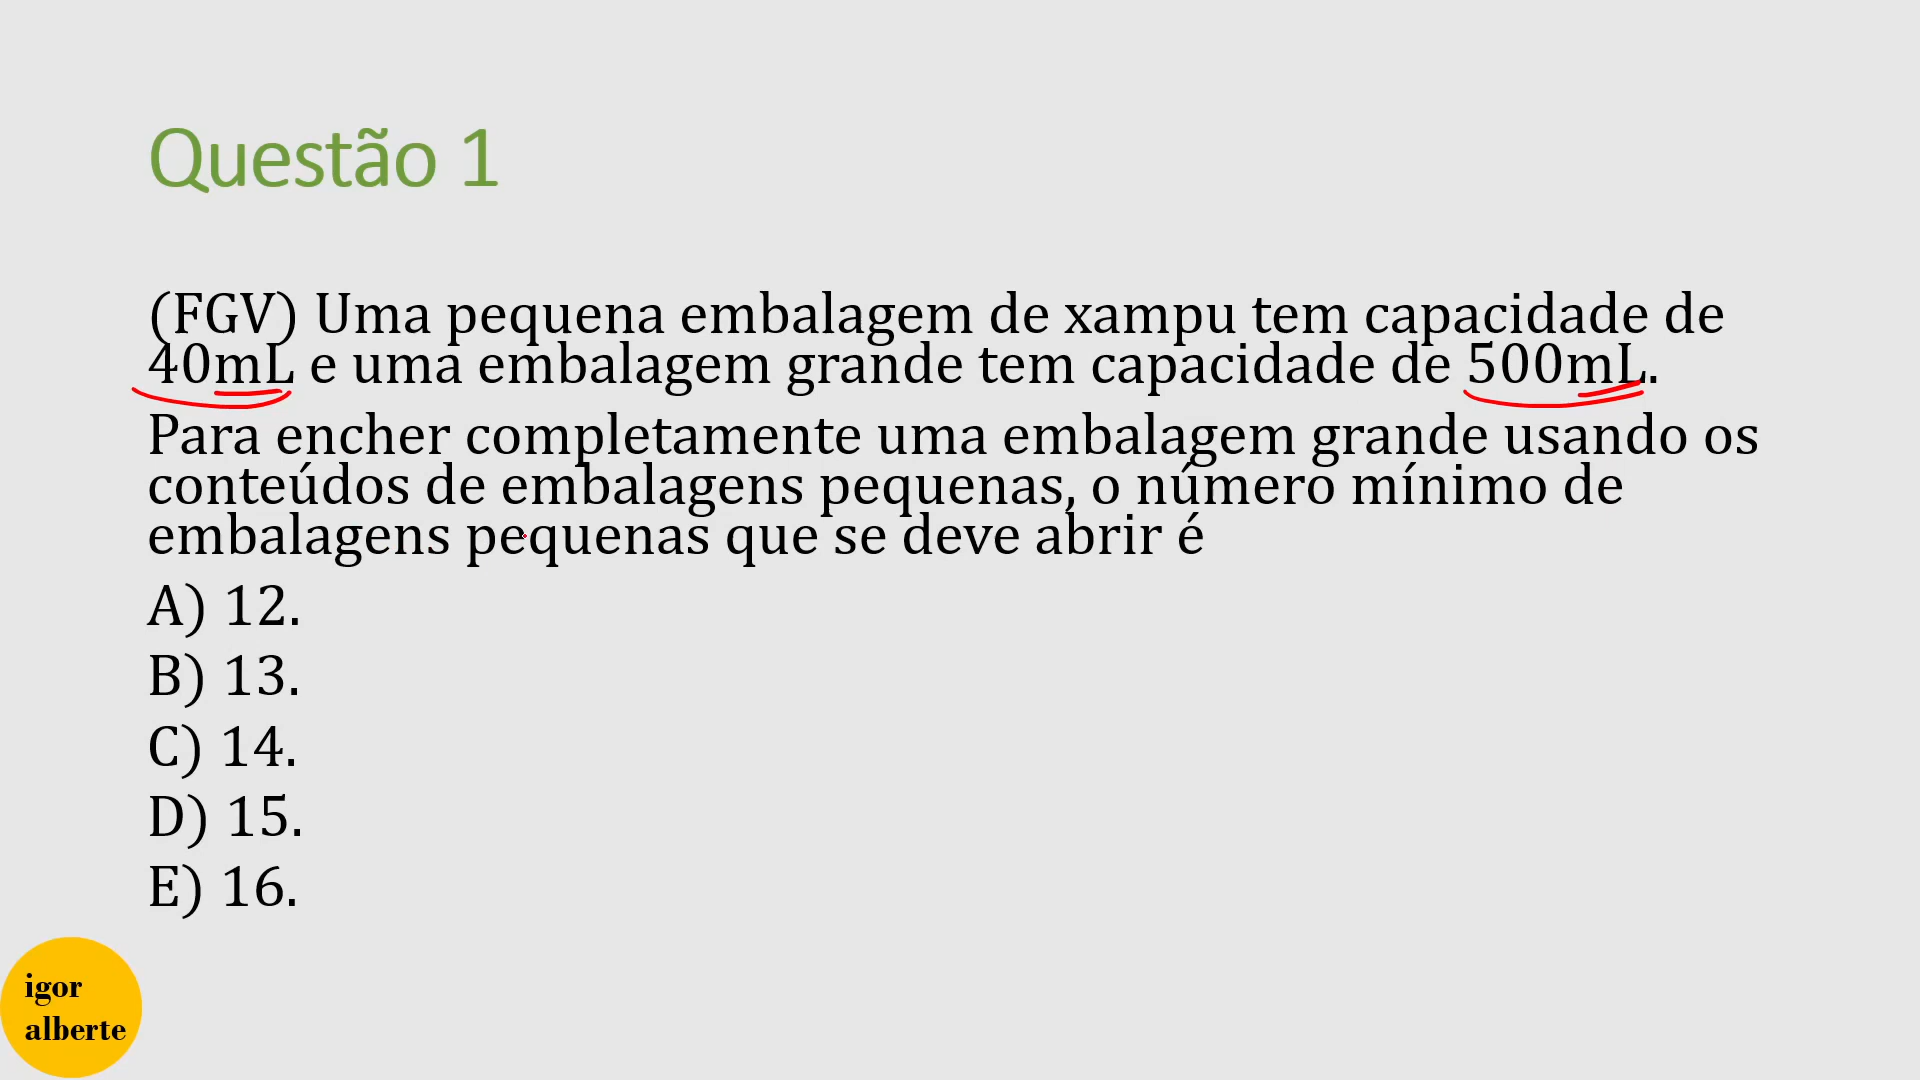 Questão 1
(FGV) Uma pequena embalagem de xampu tem capacidade de
40mL e uma embalagem grande tem capacidade de 500mL.
Para encher completamente uma embalagem grande usando os
conteúdos de embalagens pequenas, o número mínimo de
embalagens pequenas que se deve abrir é
A) 12.
B) 13.
C) 14.
D) 15.
E) 16.
igor
alberte